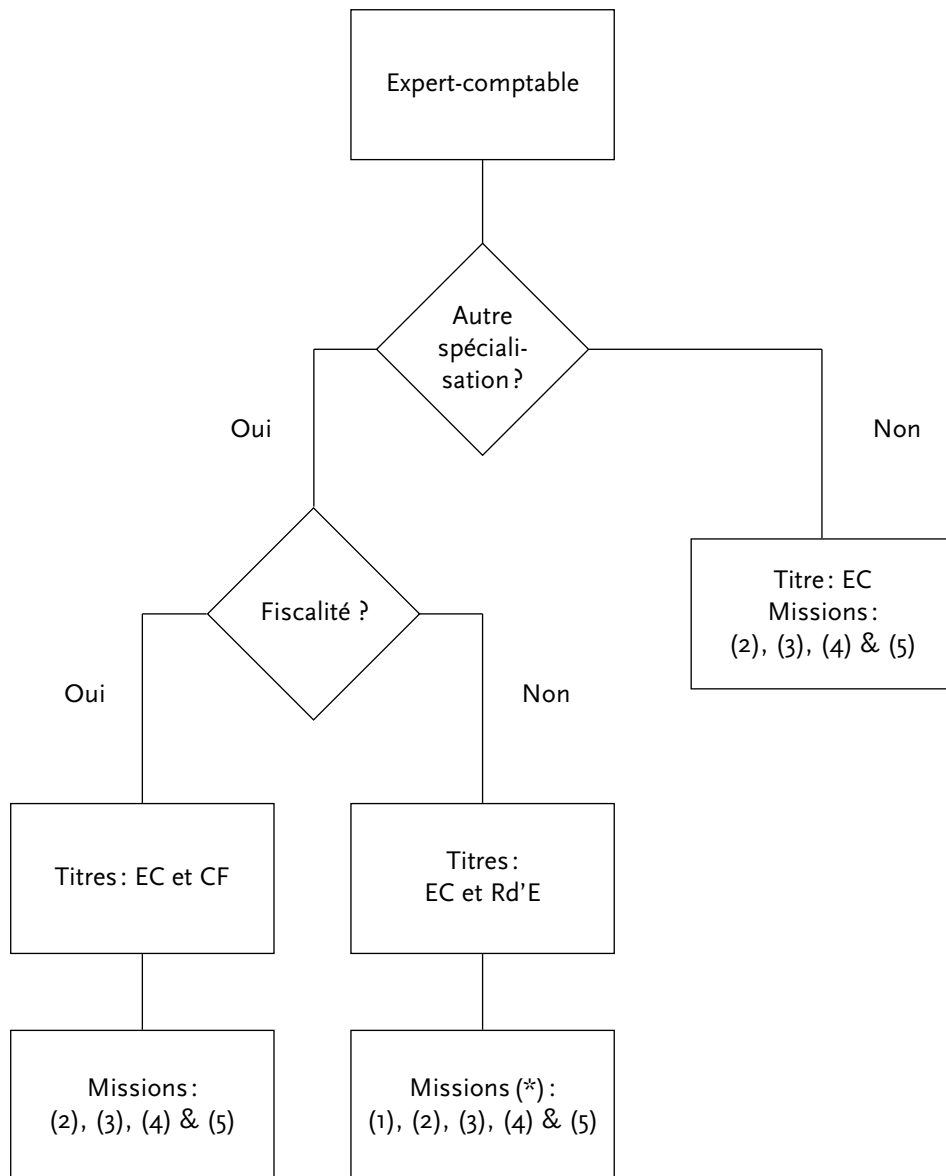 Expert-comptable
Autre
spéciali-
sation ?
Oui
Non
Fiscalité ?
Titre : EC
Missions :
(2), (3), (4) & (5)
Oui
Non
Titres : EC et CF
Titres :
EC et Rd’E
Missions :
(2), (3), (4) & (5)
Missions (*) :
(1), (2), (3), (4) & (5)